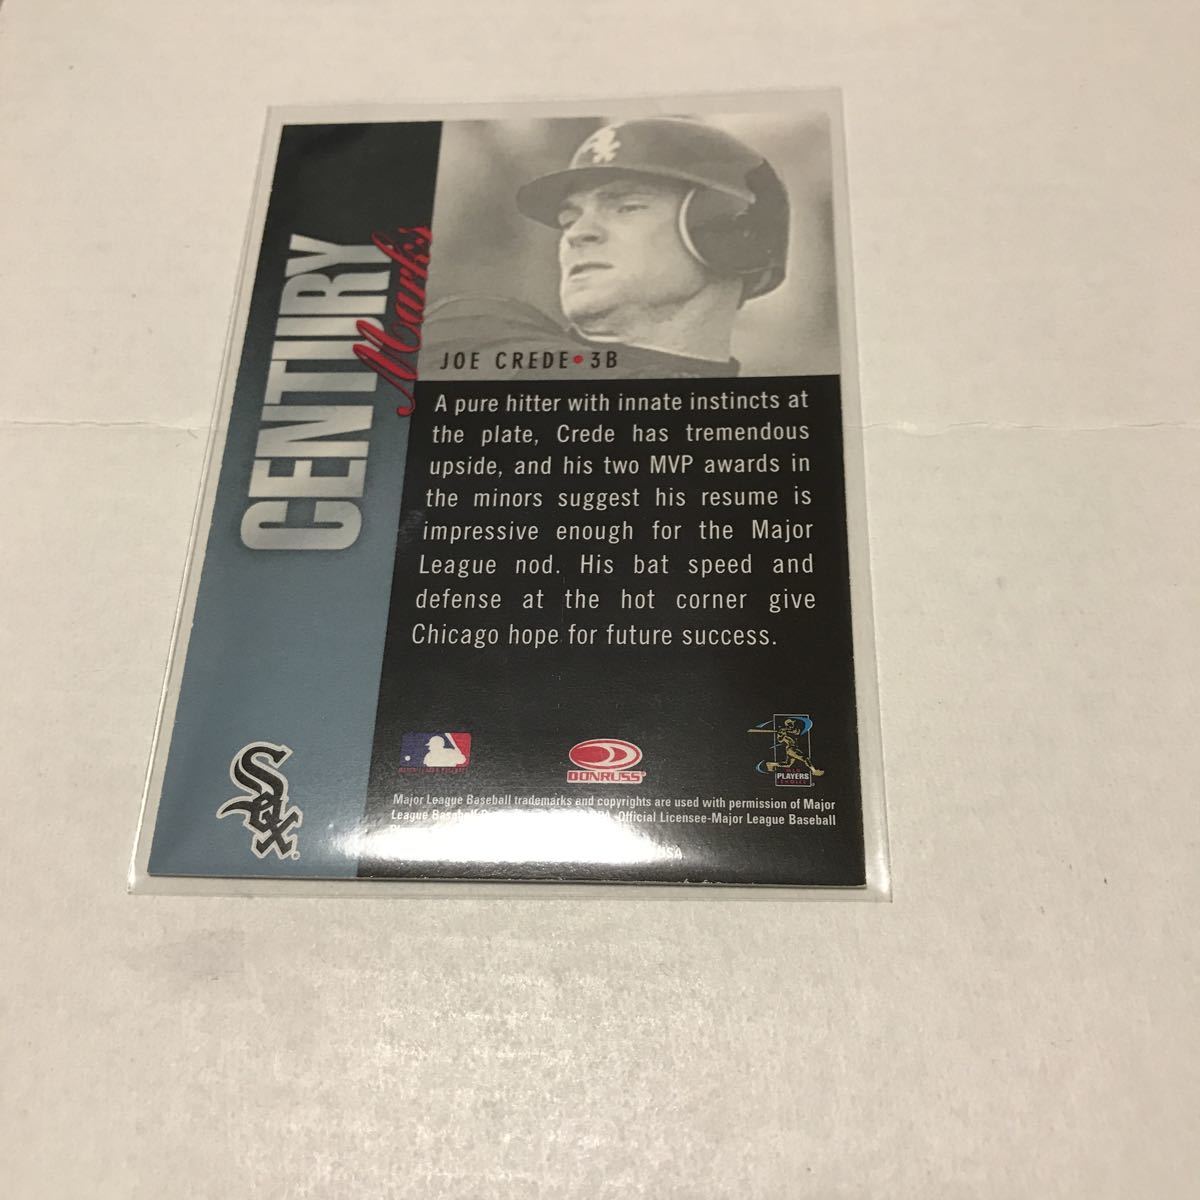 CENTURY
Marks
JOE CREDE•3B
A pure hitter with innate instincts at
the plate, Crede has tremendous
upside, and his two MVP awards in
the minors suggest his resume is
impressive enough for the Major
League nod. His bat speed and
defense at the hot corner give
Chicago hope for future success.
Sox
DONRUSS
PLAYERS
Major League Baseball trademarks and copyrights are used with permission of Major
League Baseball Official Licensee-Major League Baseball